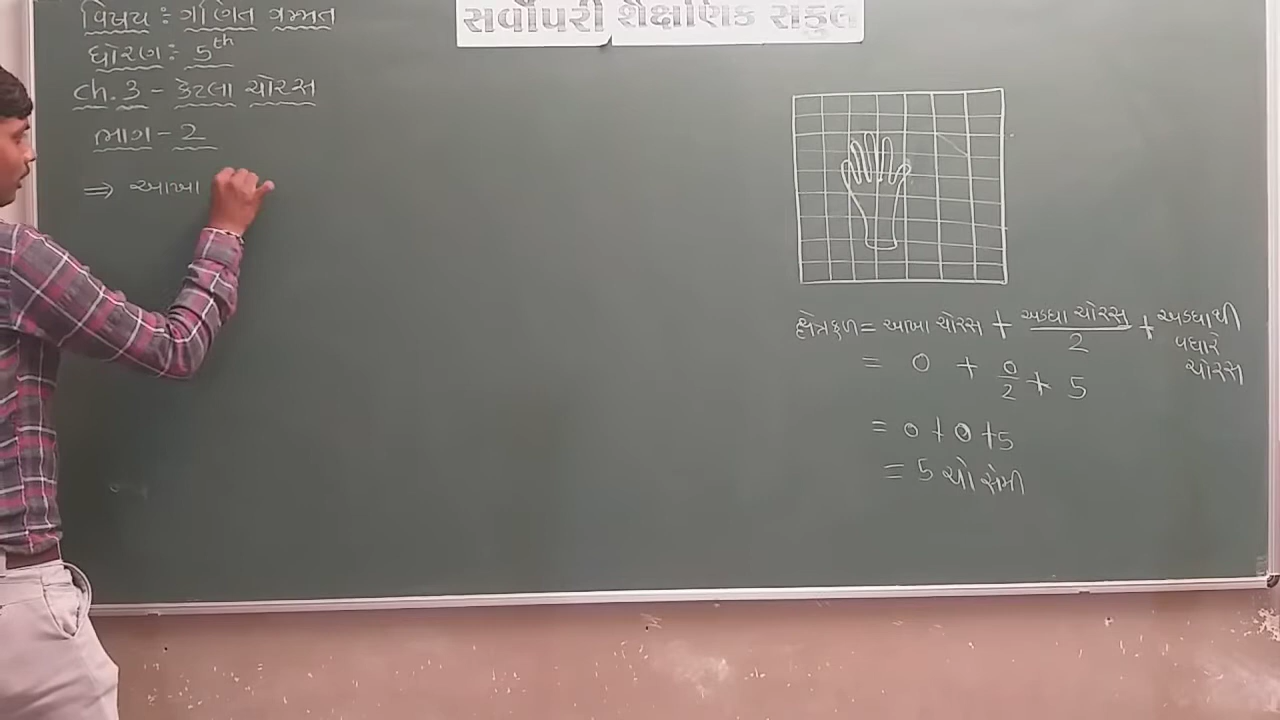 સર્વોપરી શૈક્ષણિક સંકુલ
વિષય : ગણિત ગમ્મત
ધોરણ : 5th
ch. 3 - કેટલા ચોરસ
ભાગ - 2
⇒ આખા
ક્ષેત્રફળ = આખા ચોરસ + અડધા ચોરસ / 2 + અડધાથી વધારે ચોરસ
= 0 + 0/2 + 5
= 0 + 0 + 5
= 5 ચો સેમી